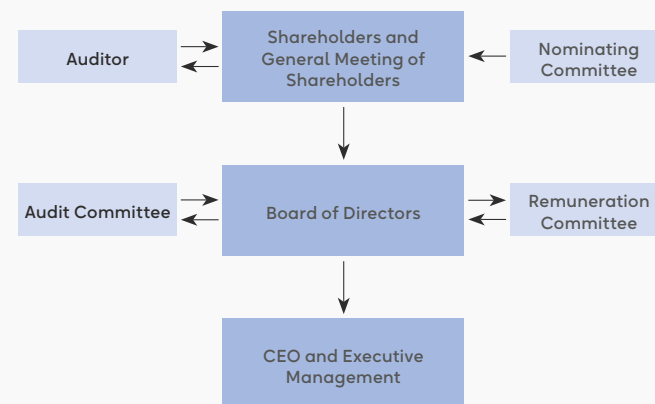 Auditor
Shareholders and
General Meeting of
Shareholders
Nominating
Committee
Audit Committee
Board of Directors
Remuneration
Committee
CEO and Executive
Management